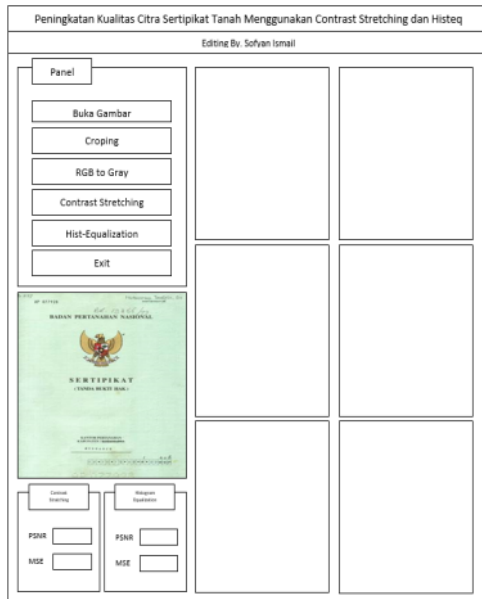 Peningkatan Kualitas Citra Sertipikat Tanah Menggunakan Contrast Stretching dan Histeq
Editing By. Sofyan Ismail
Panel
Buka Gambar
Croping
RGB to Gray
Contrast Stretching
Hist-Equalization
Exit
BADAN PERTANAHAN NASIONAL
SERTIPIKAT
(TANDA BUKTI HAK)
KANTOR PERTANAHAN
Contrast
Stretching
PSNR
MSE
Histogram
Equalization
PSNR
MSE